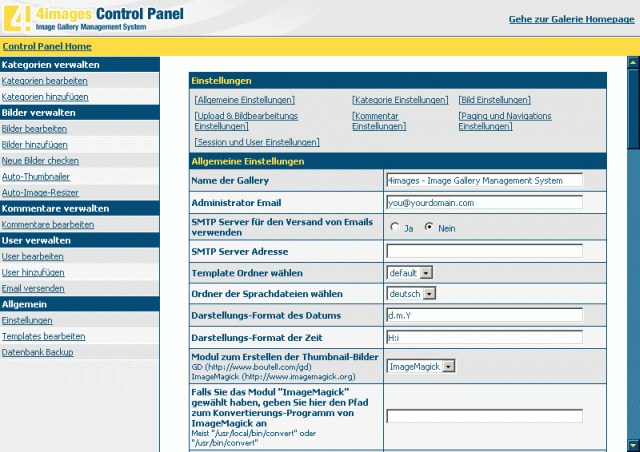 4! 4images Control Panel
Image Gallery Management System
Gehe zur Galerie Homepage
Control Panel Home
Kategorien verwalten
Kategorien bearbeiten
Kategorien hinzufügen
Bilder verwalten
Bilder bearbeiten
Bilder hinzufügen
Neue Bilder checken
Auto-Thumbnailer
Auto-Image-Resizer
Kommentare verwalten
Kommentare bearbeiten
User verwalten
User bearbeiten
User hinzufügen
Email versenden
Allgemein
Einstellungen
Templates bearbeiten
Datenbank Backup
Einstellungen
[Allgemeine Einstellungen] [Kategorie Einstellungen] [Bild Einstellungen]
[Upload & Bildbearbeitungs Einstellungen] [Kommentar Einstellungen] [Paging und Navigations Einstellungen]
[Session und User Einstellungen]
Allgemeine Einstellungen
Name der Gallery 4images - Image Gallery Management System
Administrator Email you@yourdomain.com
SMTP Server für den Versand von Emails
verwenden Ja Nein
SMTP Server Adresse
Template Ordner wählen default
Ordner der Sprachdateien wählen deutsch
Darstellungs-Format des Datums d.m.Y
Darstellungs-Format der Zeit H:i
Modul zum Erstellen der Thumbnail-Bilder
GD (http://www.boutell.com/gd)
ImageMagick (http://www.imagemagick.org)
ImageMagick
Falls Sie das Modul "ImageMagick"
gewählt haben, geben Sie hier den Pfad
zum Konvertierungs-Programm von
ImageMagick an
Meist "/usr/local/bin/convert" oder
"/usr/bin/convert"